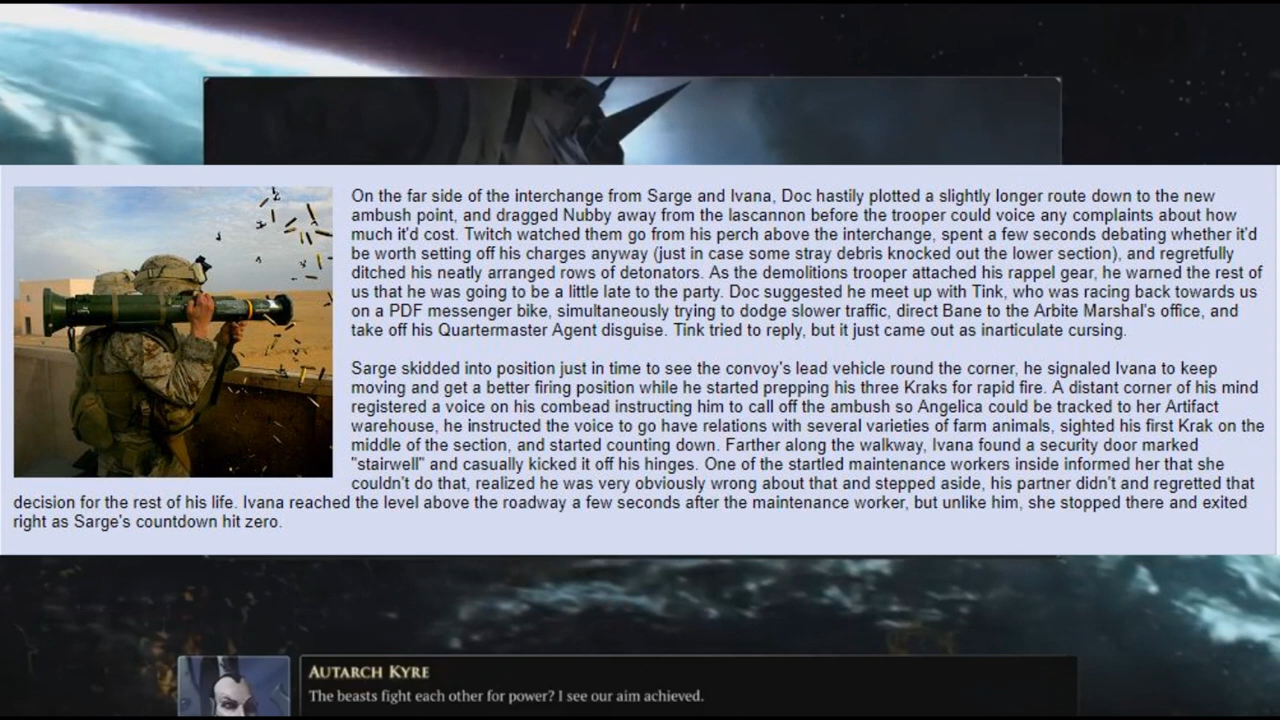 On the far side of the interchange from Sarge and Ivana, Doc hastily plotted a slightly longer route down to the new
ambush point, and dragged Nubby away from the lascannon before the trooper could voice any complaints about how
much it'd cost. Twitch watched them go from his perch above the interchange, spent a few seconds debating whether it'd
be worth setting off his charges anyway (just in case some stray debris knocked out the lower section), and regretfully
ditched his neatly arranged rows of detonators. As the demolitions trooper attached his rappel gear, he warned the rest of
us that he was going to be a little late to the party. Doc suggested he meet up with Tink, who was racing back towards us
on a PDF messenger bike, simultaneously trying to dodge slower traffic, direct Bane to the Arbite Marshal's office, and
take off his Quartermaster Agent disguise. Tink tried to reply, but it just came out as inarticulate cursing.
Sarge skidded into position just in time to see the convoy's lead vehicle round the corner, he signaled Ivana to keep
moving and get a better firing position while he started prepping his three Kraks for rapid fire. A distant corner of his mind
registered a voice on his combead instructing him to call off the ambush so Angelica could be tracked to her Artifact
warehouse, he instructed the voice to go have relations with several varieties of farm animals, sighted his first Krak on the
middle of the section, and started counting down. Farther along the walkway, Ivana found a security door marked
"stairwell" and casually kicked it off his hinges. One of the startled maintenance workers inside informed her that she
couldn't do that, realized he was very obviously wrong about that and stepped aside, his partner didn't and regretted that
decision for the rest of his life. Ivana reached the level above the roadway a few seconds after the maintenance worker, but unlike him, she stopped there and exited
right as Sarge's countdown hit zero.
AUTARCH KYRE
The beasts fight each other for power? I see our aim achieved.